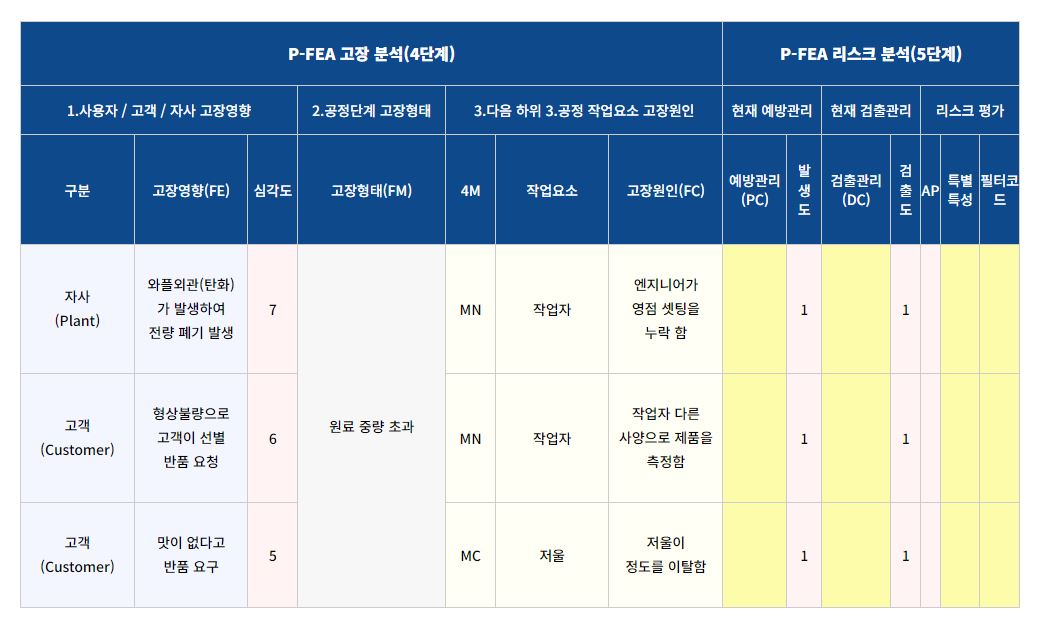 P-FEA 고장 분석(4단계)
P-FEA 리스크 분석(5단계)
1.사용자 / 고객 / 자사 고장영향
2.공정단계 고장형태
3.다음 하위 3.공정 작업요소 고장원인
현재 예방관리
현재 검출관리
리스크 평가
구분
고장영향(FE)
심각도
고장형태(FM)
4M
작업요소
고장원인(FC)
예방관리
(PC)
발
생
도
검출관리
(DC)
검
출
도
AP
특별
특성
필터코
드
자사
(Plant)
와플외관(탄화)
가 발생하여
전량 폐기 발생
7
원료 중량 초과
MN
작업자
엔지니어가
영점 셋팅을
누락 함
1
1
고객
(Customer)
형상불량으로
고객이 선별
반품 요청
6
MN
작업자
작업자 다른
사양으로 제품을
측정함
1
1
고객
(Customer)
맛이 없다고
반품 요구
5
MC
저울
저울이
정도를 이탈함
1
1